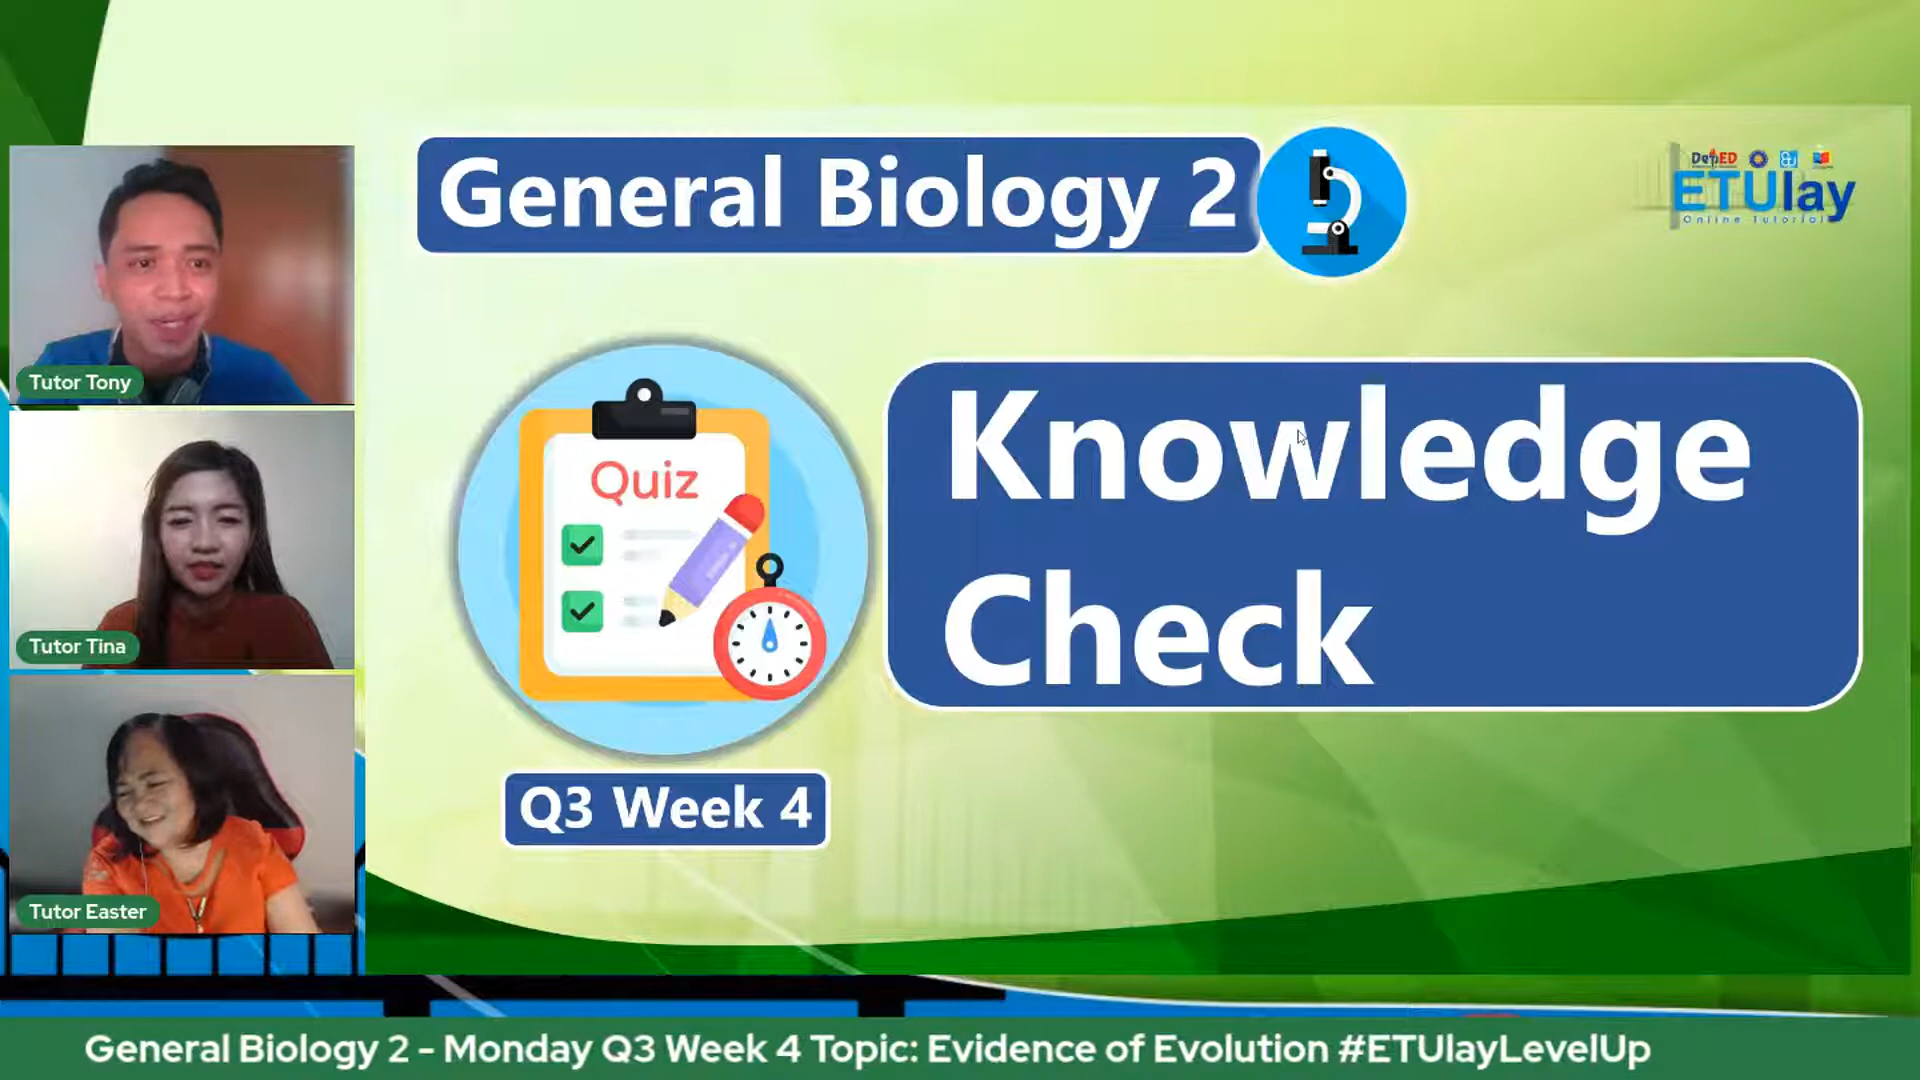 General Biology 2
DepED
ETUlay
Online Tutorial
Tutor Tony
Quiz
Knowledge
Check
Tutor Tina
Q3 Week 4
Tutor Easter
General Biology 2 - Monday Q3 Week 4 Topic: Evidence of Evolution #ETUlayLevelUp